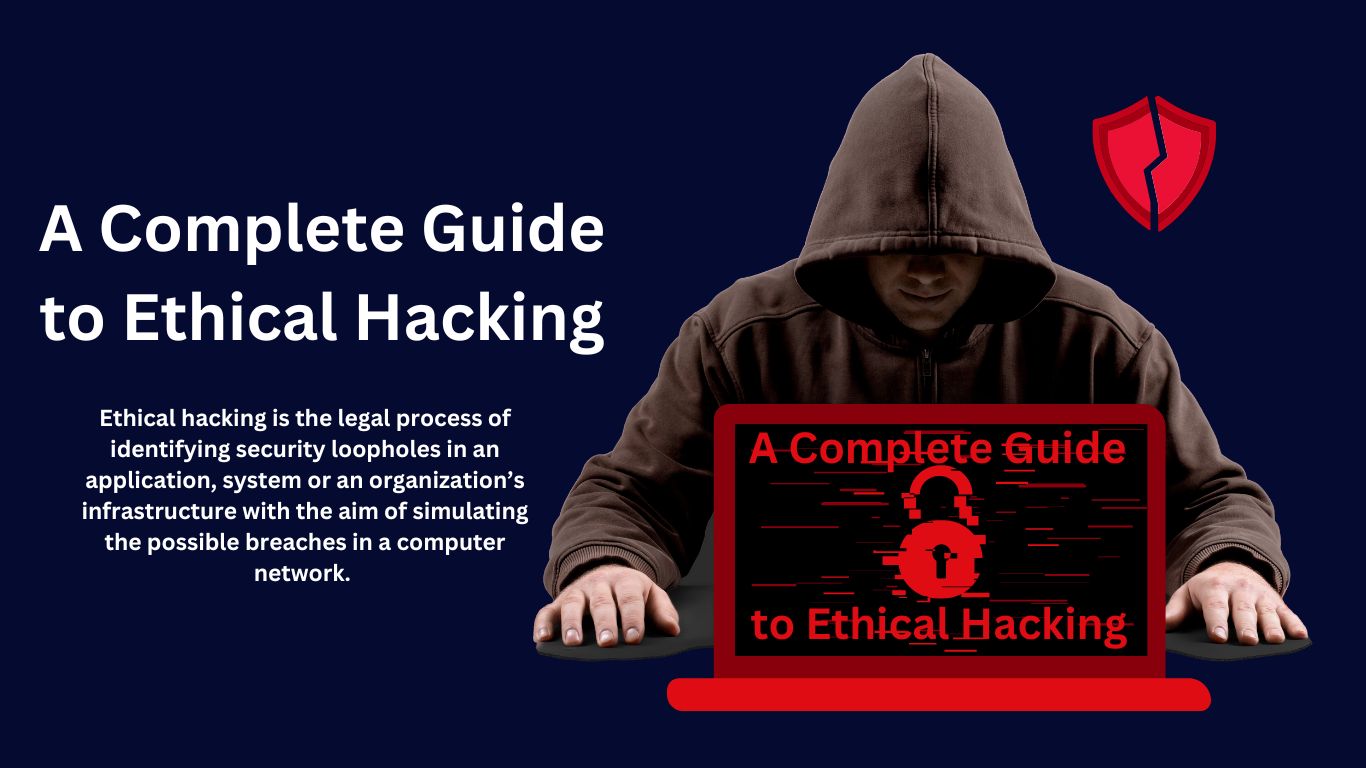 A Complete Guide
to Ethical Hacking
Ethical hacking is the legal process of
identifying security loopholes in an
application, system or an organization’s
infrastructure with the aim of simulating
the possible breaches in a computer
network.
A Complete Guide
to Ethical Hacking